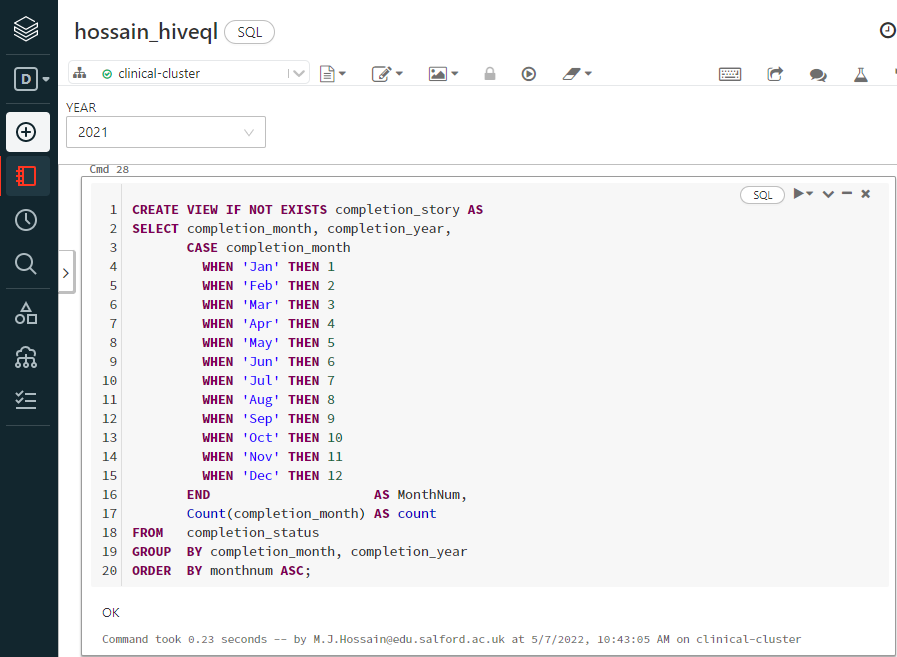 hossain_hiveql SQL
D clinical-cluster
YEAR
2021
Cmd 28
SQL
1 CREATE VIEW IF NOT EXISTS completion_story AS
2 SELECT completion_month, completion_year,
3 CASE completion_month
4 WHEN 'Jan' THEN 1
5 WHEN 'Feb' THEN 2
6 WHEN 'Mar' THEN 3
7 WHEN 'Apr' THEN 4
8 WHEN 'May' THEN 5
9 WHEN 'Jun' THEN 6
10 WHEN 'Jul' THEN 7
11 WHEN 'Aug' THEN 8
12 WHEN 'Sep' THEN 9
13 WHEN 'Oct' THEN 10
14 WHEN 'Nov' THEN 11
15 WHEN 'Dec' THEN 12
16 END AS MonthNum,
17 Count(completion_month) AS count
18 FROM completion_status
19 GROUP BY completion_month, completion_year
20 ORDER BY monthnum ASC;
OK
Command took 0.23 seconds -- by M.J.Hossain@edu.salford.ac.uk at 5/7/2022, 10:43:05 AM on clinical-cluster